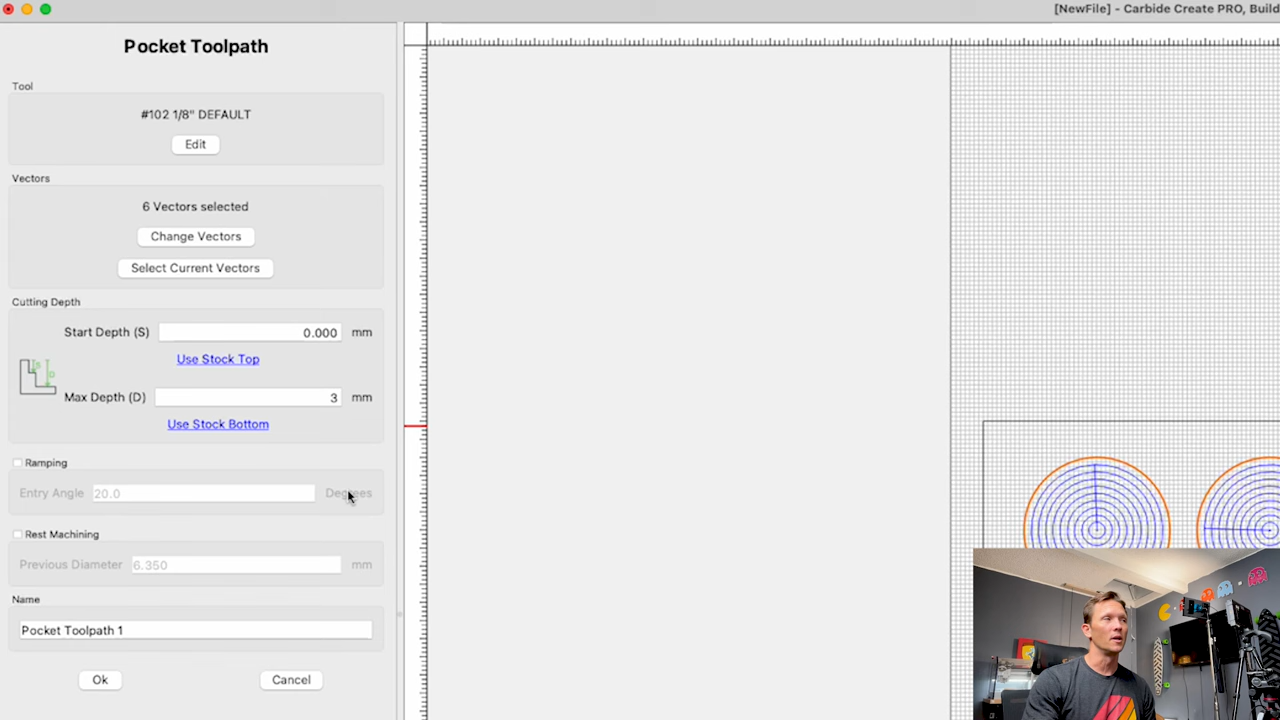 [NewFile] - Carbide Create PRO, Build
Pocket Toolpath
Tool
#102 1/8" DEFAULT
Edit
Vectors
6 Vectors selected
Change Vectors
Select Current Vectors
Cutting Depth
Start Depth (S) 0.000 mm
Use Stock Top
S
D
Max Depth (D) 3 mm
Use Stock Bottom
Ramping
Entry Angle 20.0 Degrees
Rest Machining
Previous Diameter 6.350 mm
Name
Pocket Toolpath 1
Ok Cancel